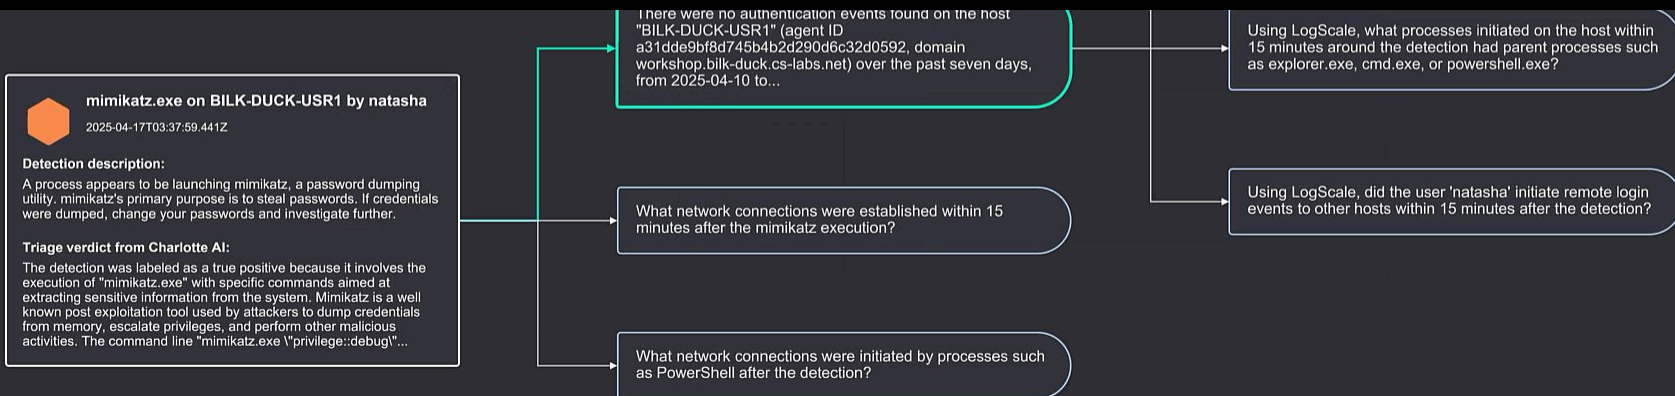 mimikatz.exe on BILK-DUCK-USR1 by natasha
2025-04-17T03:37:59.441Z
Detection description:
A process appears to be launching mimikatz, a password dumping
utility. mimikatz's primary purpose is to steal passwords. If credentials
were dumped, change your passwords and investigate further.
Triage verdict from Charlotte AI:
The detection was labeled as a true positive because it involves the
execution of "mimikatz.exe" with specific commands aimed at
extracting sensitive information from the system. Mimikatz is a well
known post exploitation tool used by attackers to dump credentials
from memory, escalate privileges, and perform other malicious
activities. The command line "mimikatz.exe \"privilege::debug\"...
There were no authentication events found on the host
"BILK-DUCK-USR1" (agent ID
a31dde9bf8d745b4b2d290d6c32d0592, domain
workshop.bilk-duck.cs-labs.net) over the past seven days,
from 2025-04-10 to...
What network connections were established within 15
minutes after the mimikatz execution?
What network connections were initiated by processes such
as PowerShell after the detection?
Using LogScale, what processes initiated on the host within
15 minutes around the detection had parent processes such
as explorer.exe, cmd.exe, or powershell.exe?
Using LogScale, did the user 'natasha' initiate remote login
events to other hosts within 15 minutes after the detection?